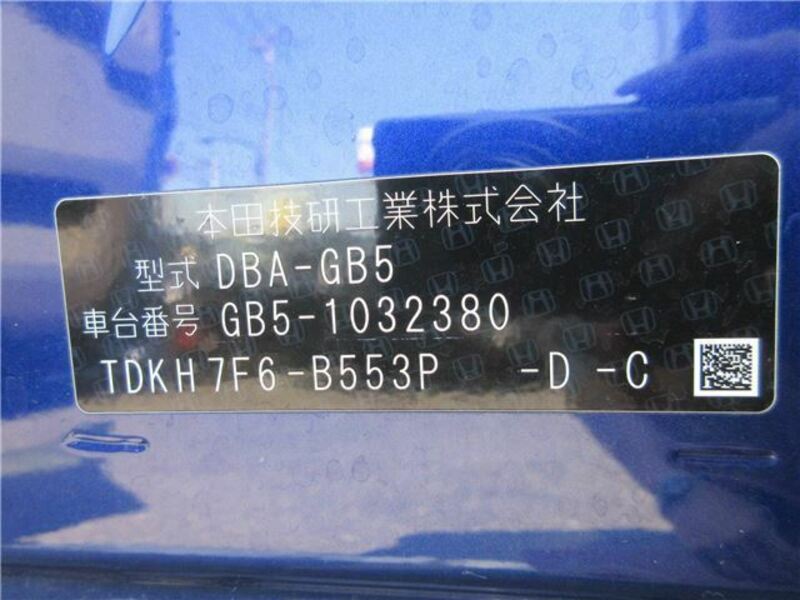 本田技研工業株式会社
型式 DBA-GB5
車台番号 GB5-1032380
TDKH7F6-B553P -D -C